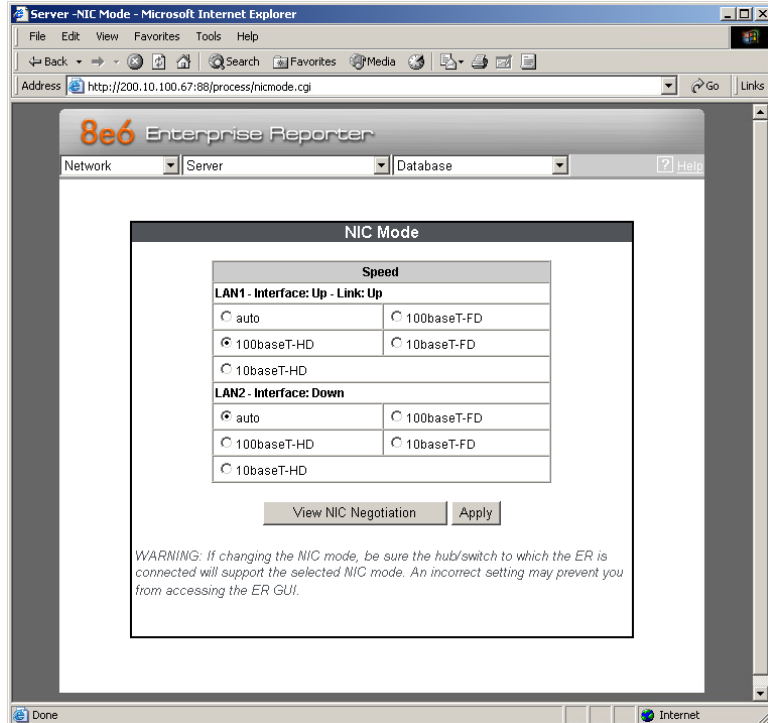 Server -NIC Mode - Microsoft Internet Explorer
File Edit View Favorites Tools Help
Back Search Favorites Media
Address http://200.10.100.67:88/process/nicmode.cgi Go Links
8e6 Enterprise Reporter
Network Server Database ? Help
NIC Mode
Speed
LAN1 - Interface: Up - Link: Up
auto 100baseT-FD
100baseT-HD 10baseT-FD
10baseT-HD
LAN2 - Interface: Down
auto 100baseT-FD
100baseT-HD 10baseT-FD
10baseT-HD
View NIC Negotiation Apply
WARNING: If changing the NIC mode, be sure the hub/switch to which the ER is
connected will support the selected NIC mode. An incorrect setting may prevent you
from accessing the ER GUI.
Done Internet